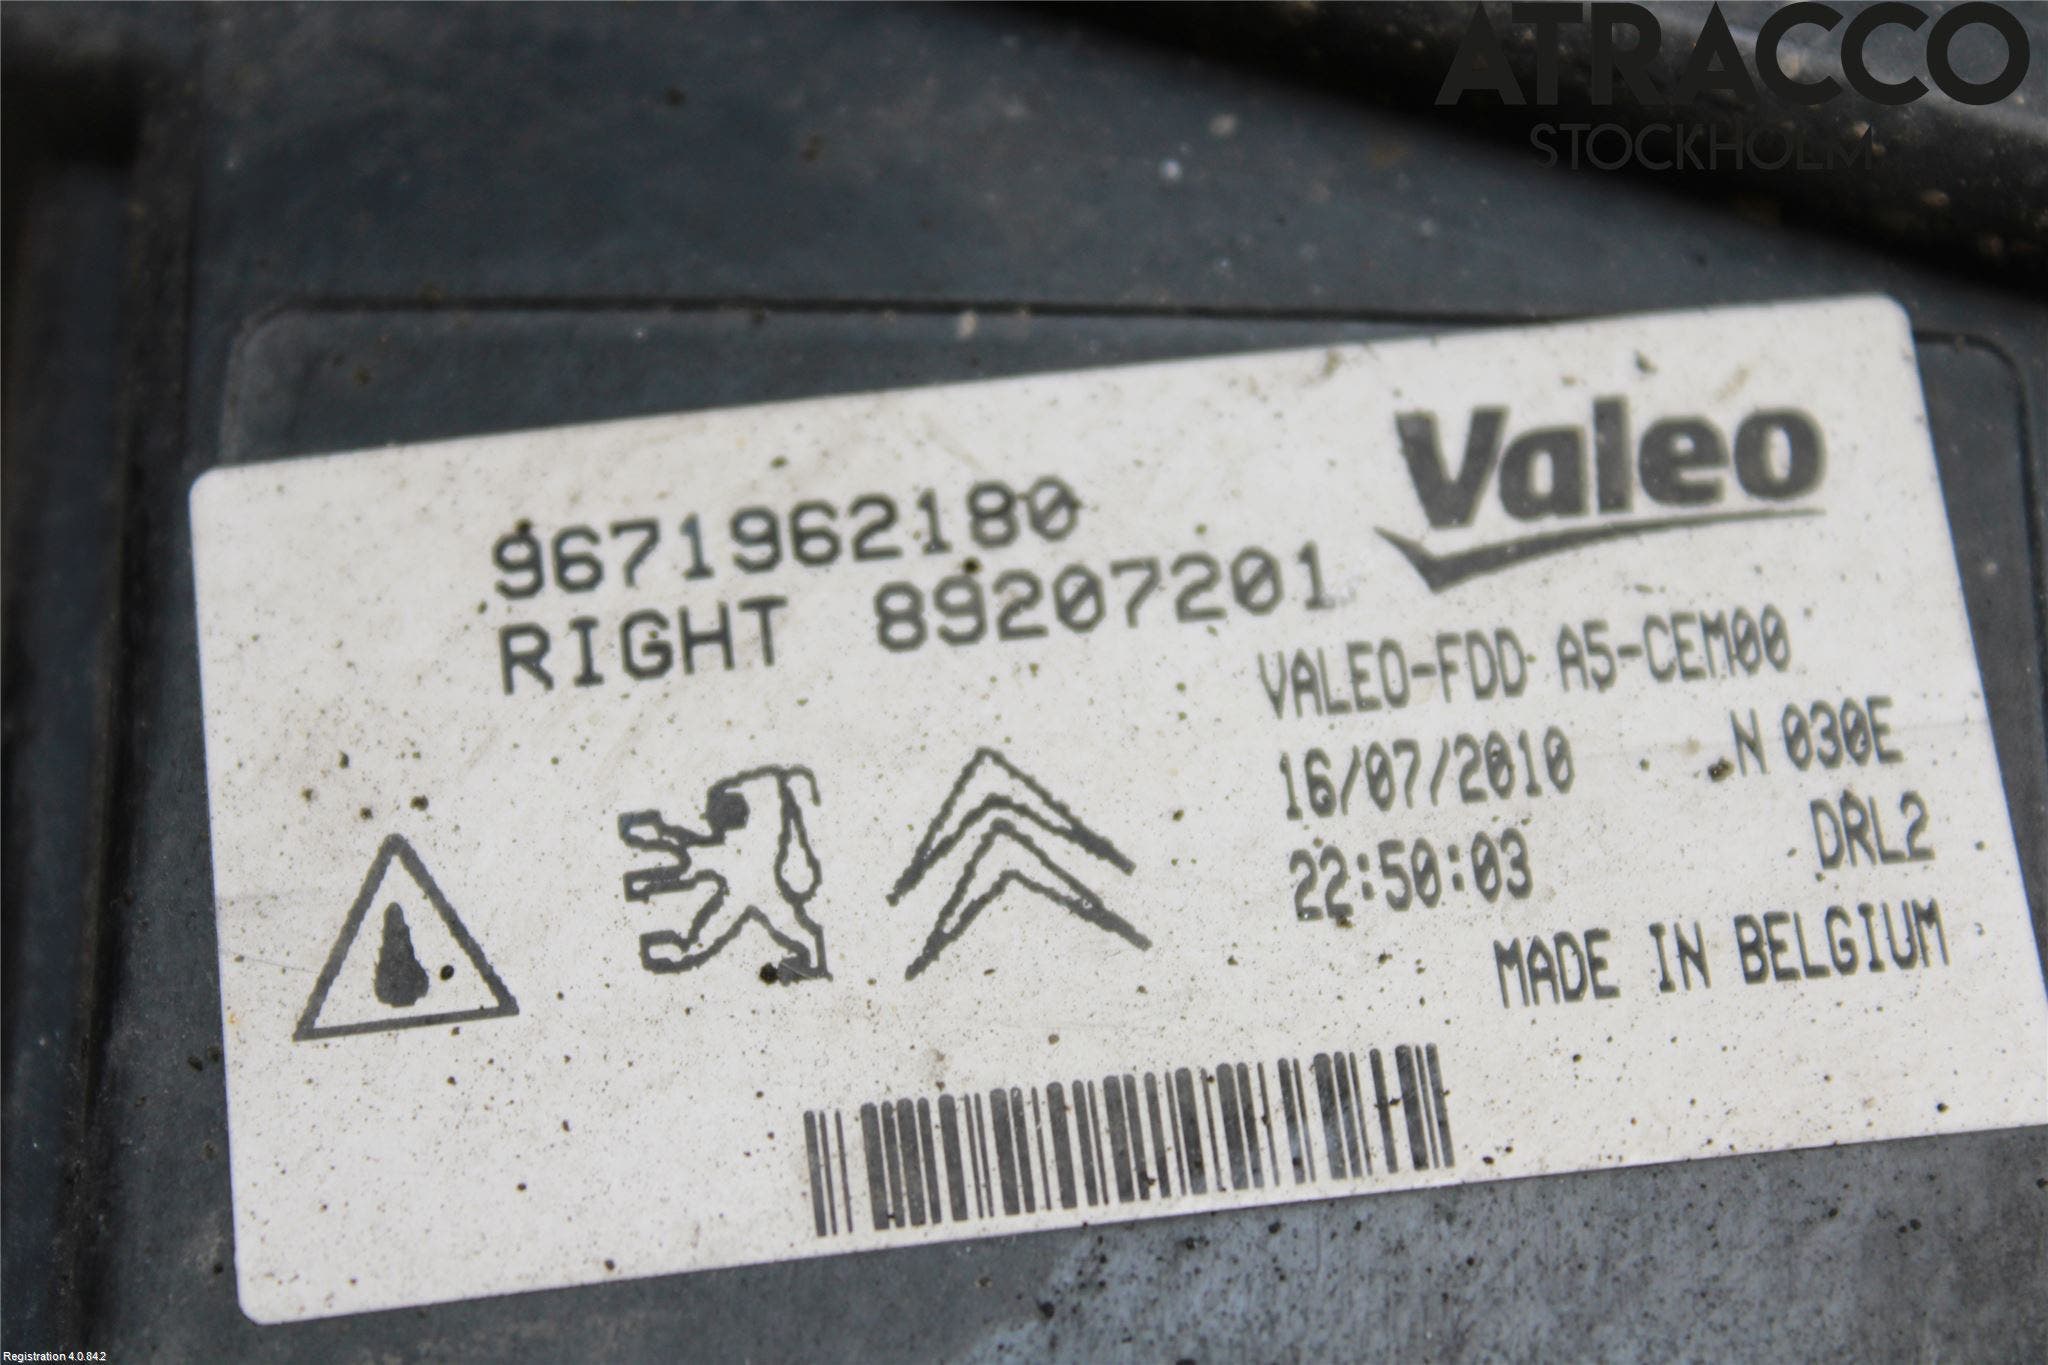 ATRACCO
STOCKHOLM
Valeo
9671962180
RIGHT 89207201
VALEO-FDD A5-CEM00
16/07/2010 N 030E
22:50:03 DRL2
MADE IN BELGIUM
Registration 4.0.84.2